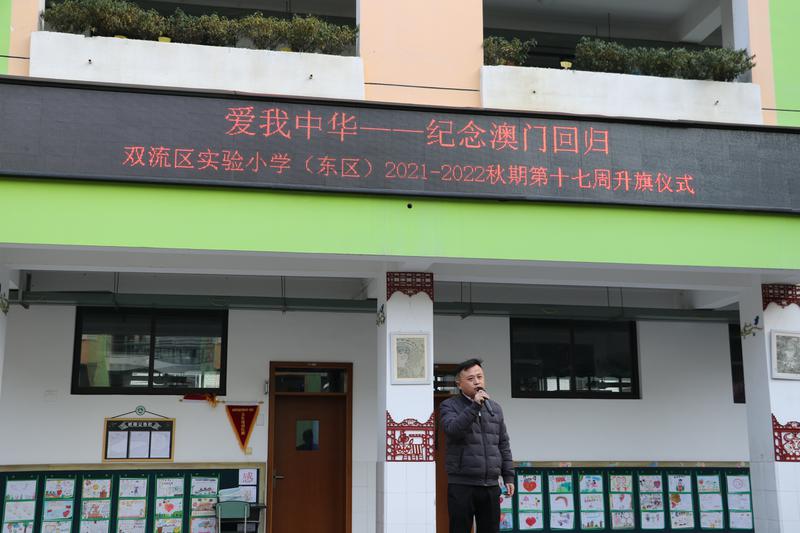 爱我中华——纪念澳门回归
双流区实验小学（东区）2021-2022秋期第十七周升旗仪式
感